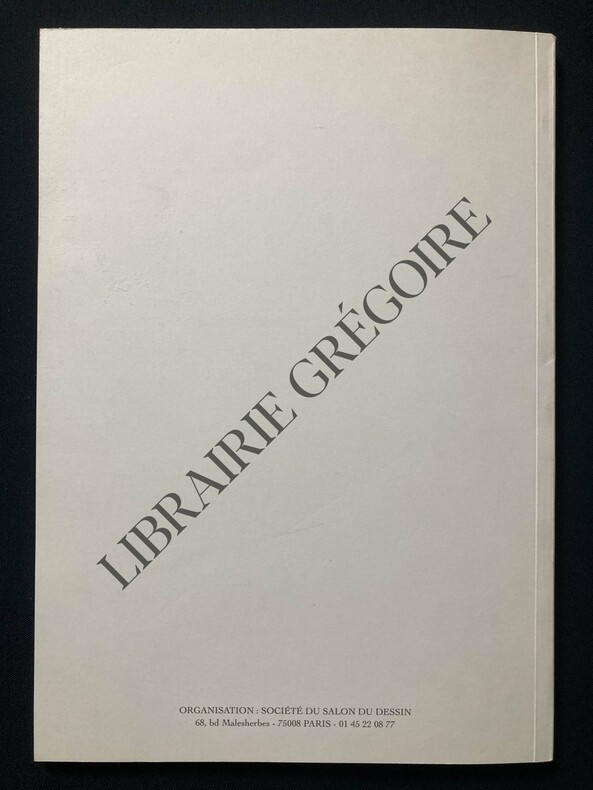 LIBRAIRIE GRÉGOIRE
ORGANISATION : SOCIÉTÉ DU SALON DU DESSIN
68, bd Malesherbes - 75008 PARIS - 01 45 22 08 77